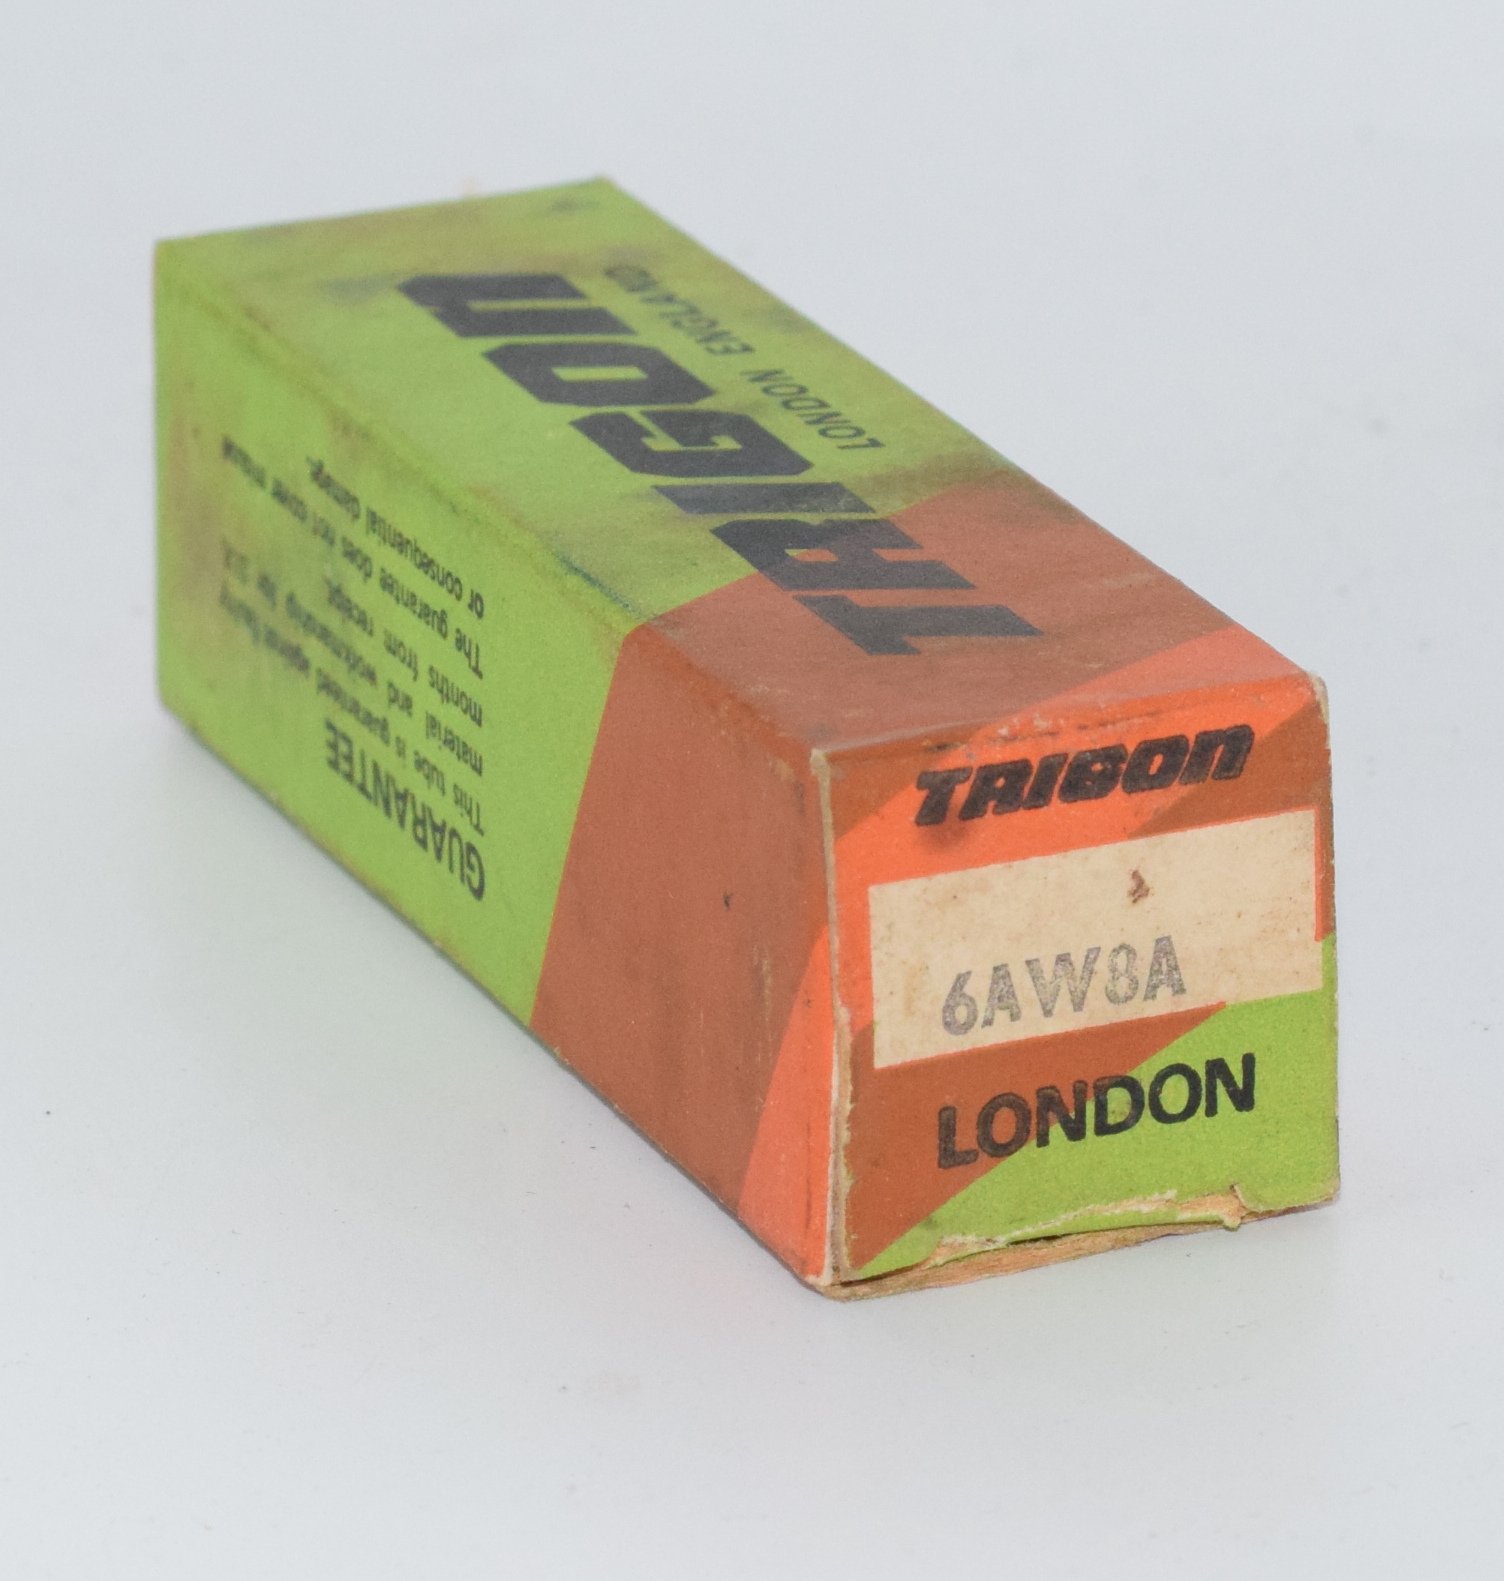 TRIGON
LONDON ENGLAND
TRIGON
6AW8A
LONDON
GUARANTEE
This tube is guaranteed against faulty
material and workmanship for six
months from receipt.
The guarantee does not cover misuse
or consequential damage.